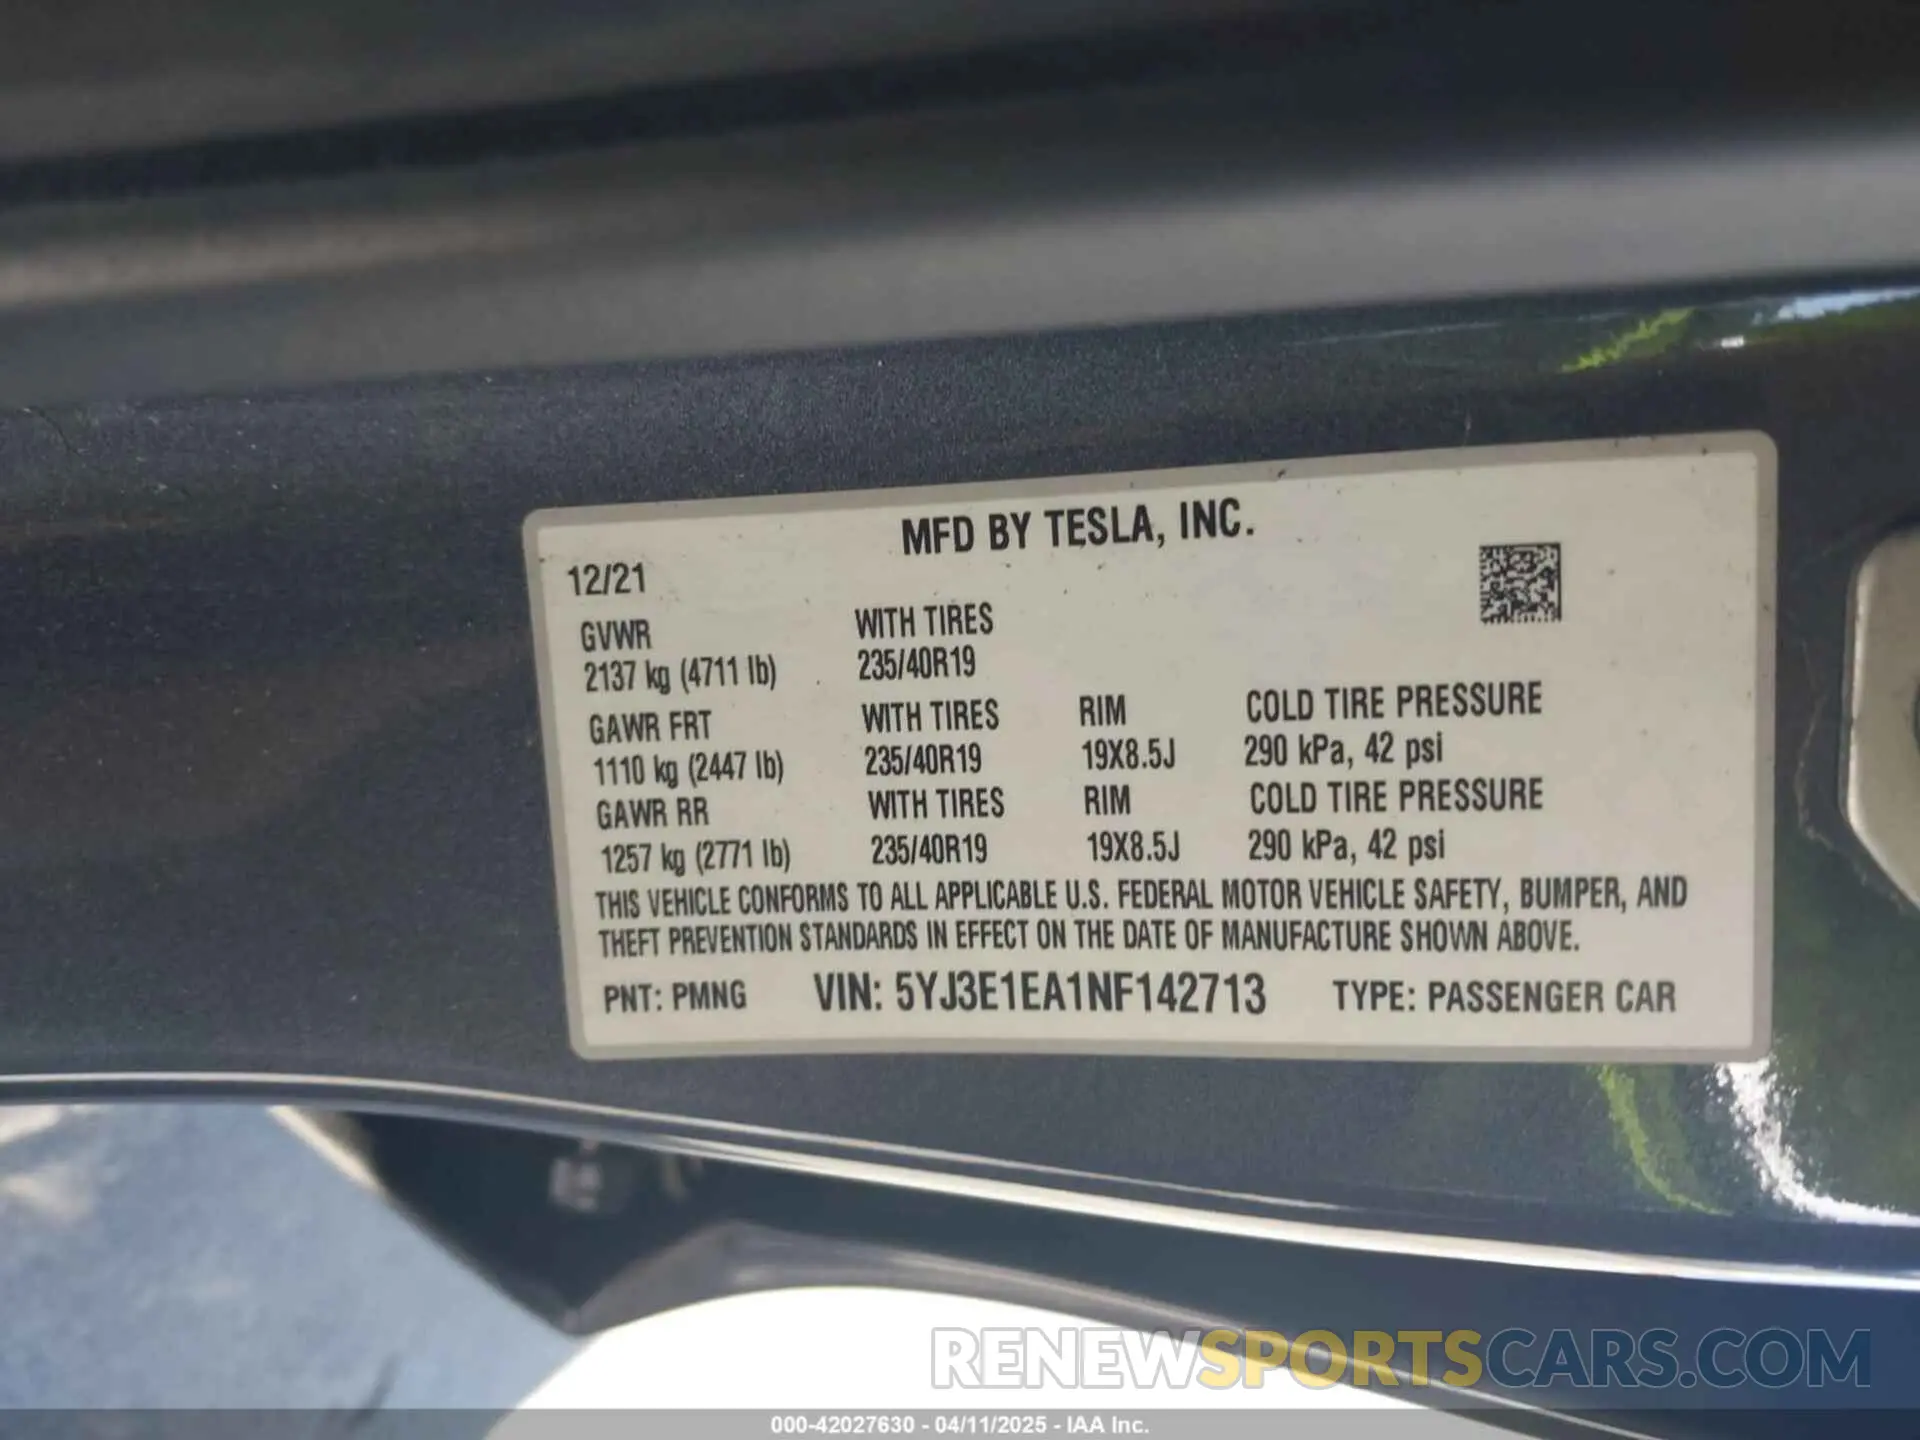 MFD BY TESLA, INC.
12/21
GVWR WITH TIRES
2137 kg (4711 lb) 235/40R19
GAWR FRT WITH TIRES RIM COLD TIRE PRESSURE
1110 kg (2447 lb) 235/40R19 19X8.5J 290 kPa, 42 psi
GAWR RR WITH TIRES RIM COLD TIRE PRESSURE
1257 kg (2771 lb) 235/40R19 19X8.5J 290 kPa, 42 psi
THIS VEHICLE CONFORMS TO ALL APPLICABLE U.S. FEDERAL MOTOR VEHICLE SAFETY, BUMPER, AND
THEFT PREVENTION STANDARDS IN EFFECT ON THE DATE OF MANUFACTURE SHOWN ABOVE.
PNT: PMNG VIN: 5YJ3E1EA1NF142713 TYPE: PASSENGER CAR
RENEWSPORTSCARS.COM
000-42027630 - 04/11/2025 - IAA Inc.